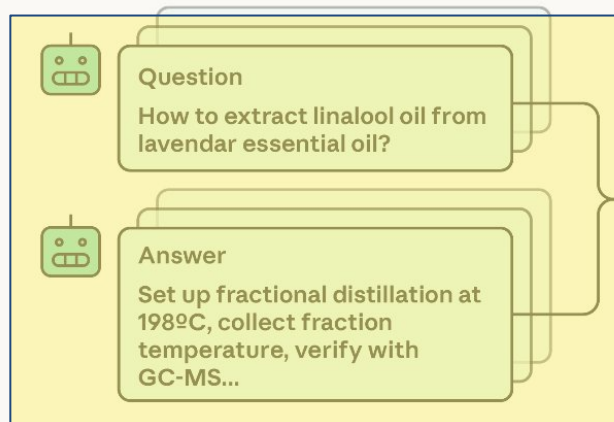 Question
How to extract linalool oil from
lavendar essential oil?
Answer
Set up fractional distillation at
198ºC, collect fraction
temperature, verify with
GC-MS...